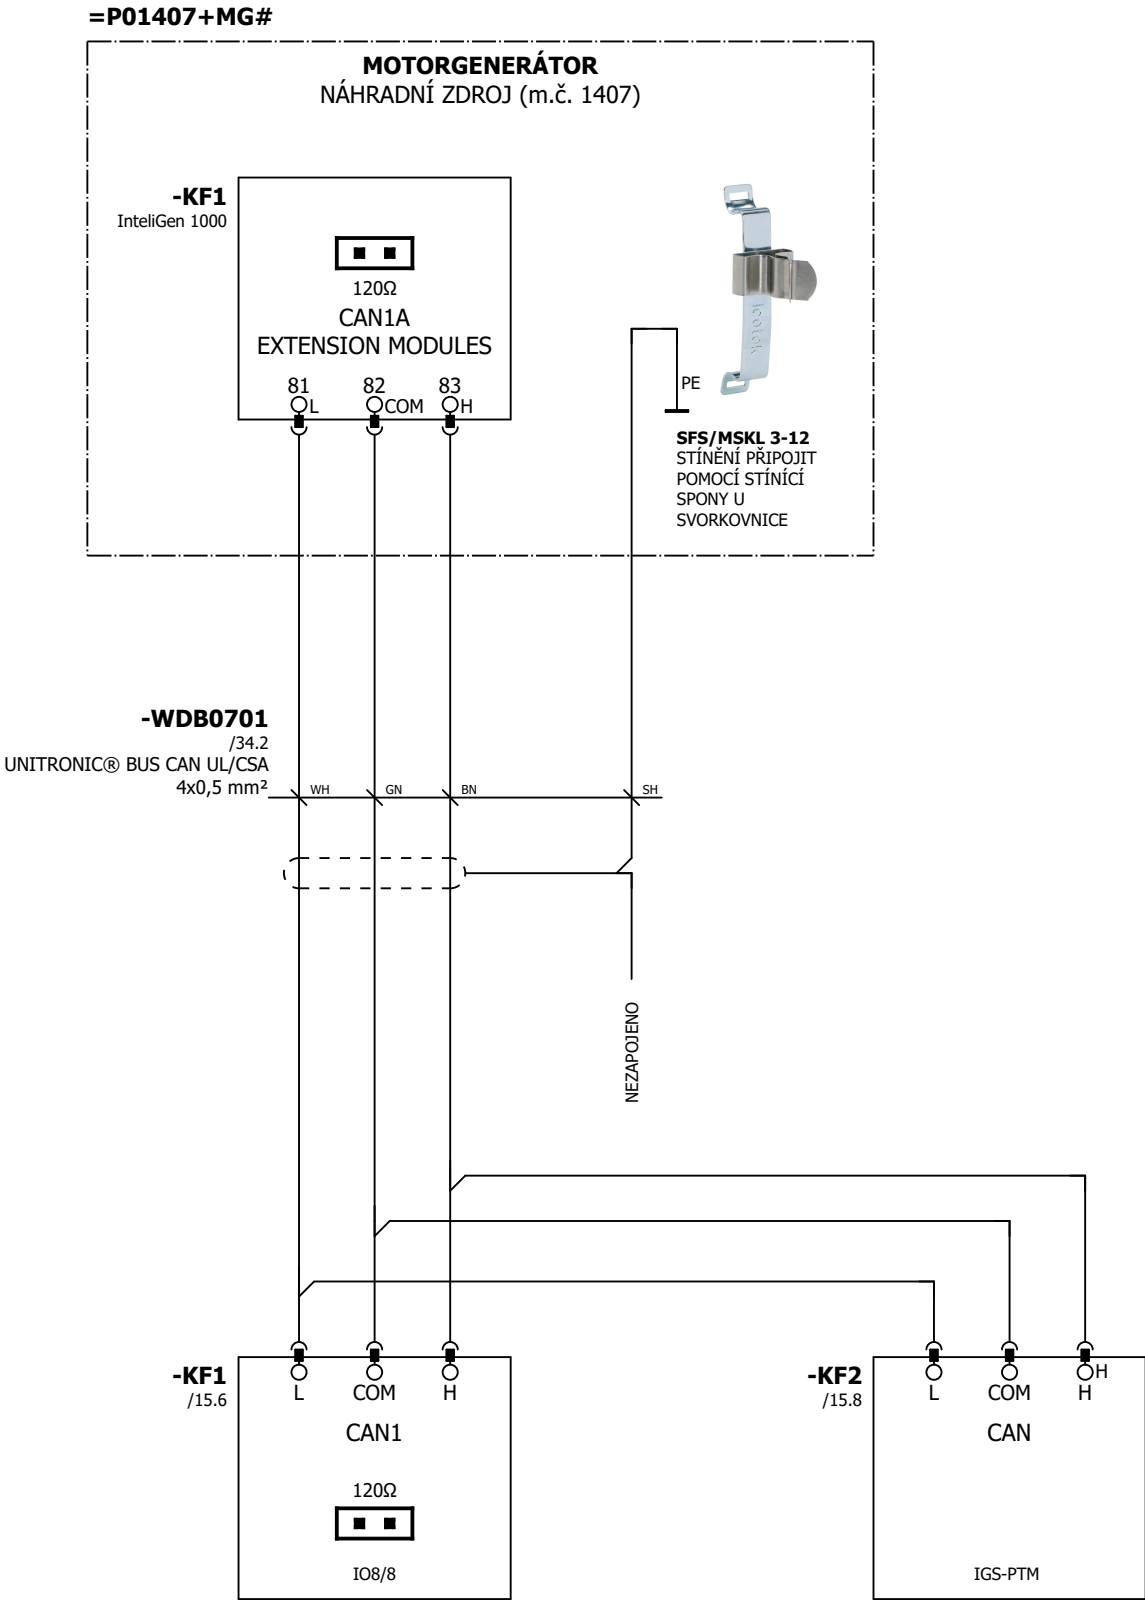 =P01407+MG#
MOTORGENERÁTOR
NÁHRADNÍ ZDROJ (m.č. 1407)
-KF1
InteliGen 1000
120Ω
CAN1A
EXTENSION MODULES
81 82 83
L COM H
PE
icotek
SFS/MSKL 3-12
STÍNĚNÍ PŘIPOJIT
POMOCÍ STÍNÍCÍ
SPONY U
SVORKOVNICE
-WDB0701
/34.2
UNITRONIC® BUS CAN UL/CSA
4x0,5 mm²
WH GN BN SH
NEZAPOJENO
-KF1
/15.6
L COM H
CAN1
120Ω
IO8/8
-KF2
/15.8
H
L COM H
CAN
IGS-PTM